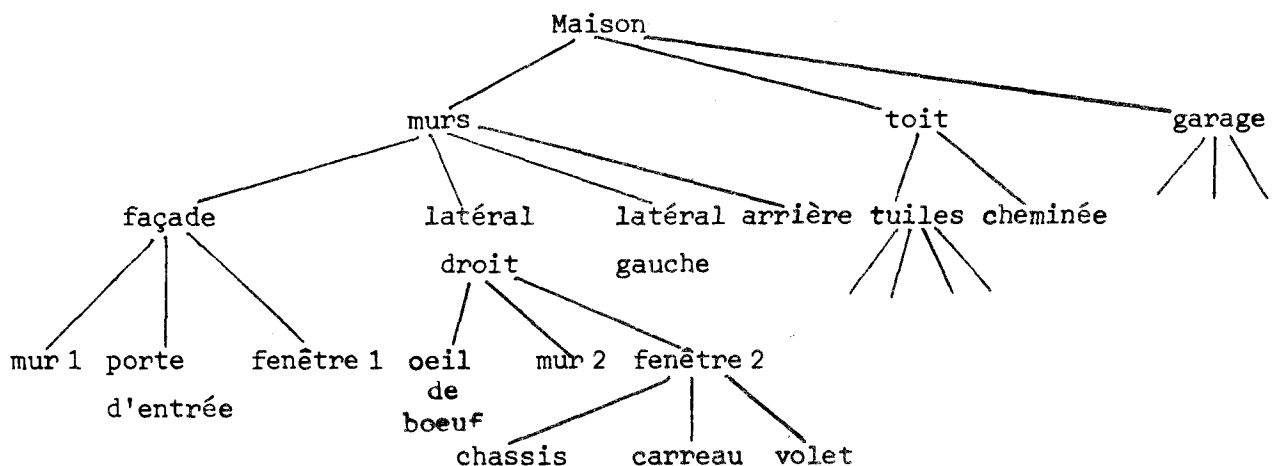 Maison
murs toit garage
façade latéral latéral arrière tuiles cheminée
droit gauche
mur 1 porte fenêtre 1 oeil mur 2 fenêtre 2
de
d'entrée
boeuf
chassis carreau volet